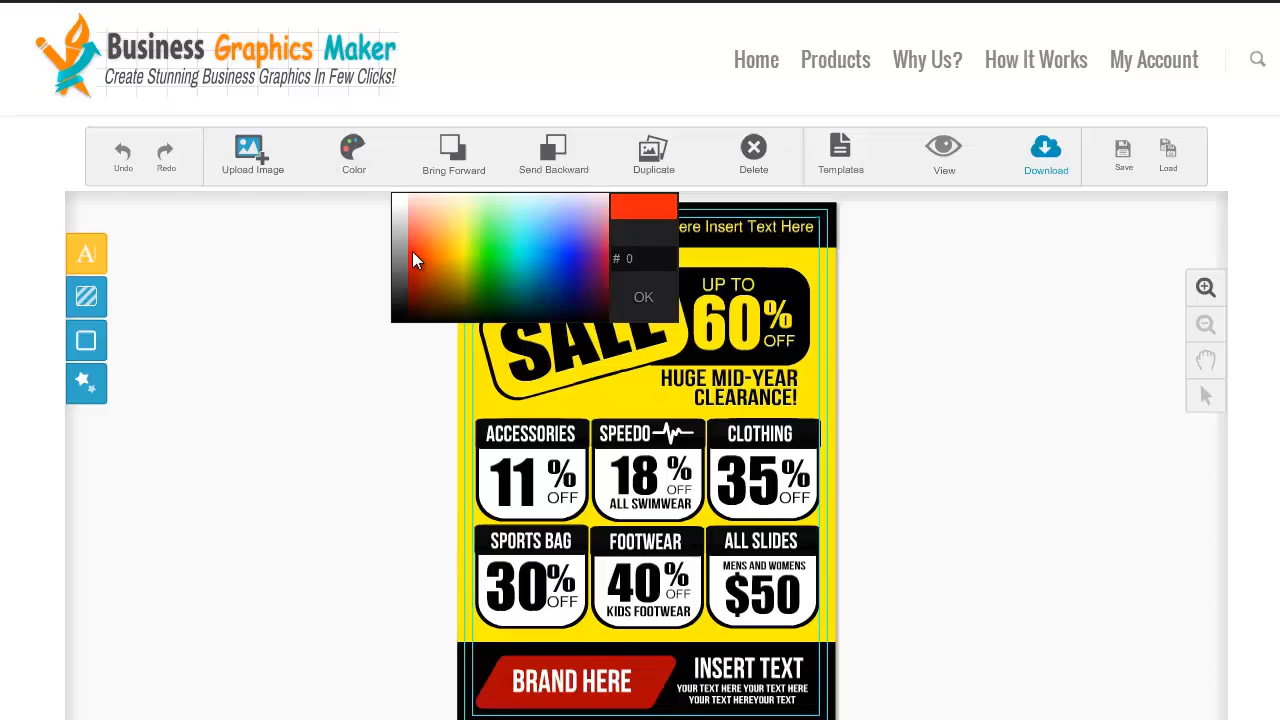 Business Graphics Maker
Create Stunning Business Graphics In Few Clicks!
Home Products Why Us? How It Works My Account
Undo Redo Upload Image Color Bring Forward Send Backward Duplicate Delete Templates View Download Save Load
ere Insert Text Here
A
# 0
OK
UP TO
60% OFF
SALE
HUGE MID-YEAR
CLEARANCE!
ACCESSORIES
11% OFF
SPEEDO
18% OFF
ALL SWIMWEAR
CLOTHING
35% OFF
SPORTS BAG
30% OFF
FOOTWEAR
40% OFF
KIDS FOOTWEAR
ALL SLIDES
MENS AND WOMENS
$50
BRAND HERE
INSERT TEXT
YOUR TEXT HERE YOUR TEXT HERE
YOUR TEXT HEREYOUR TEXT HERE